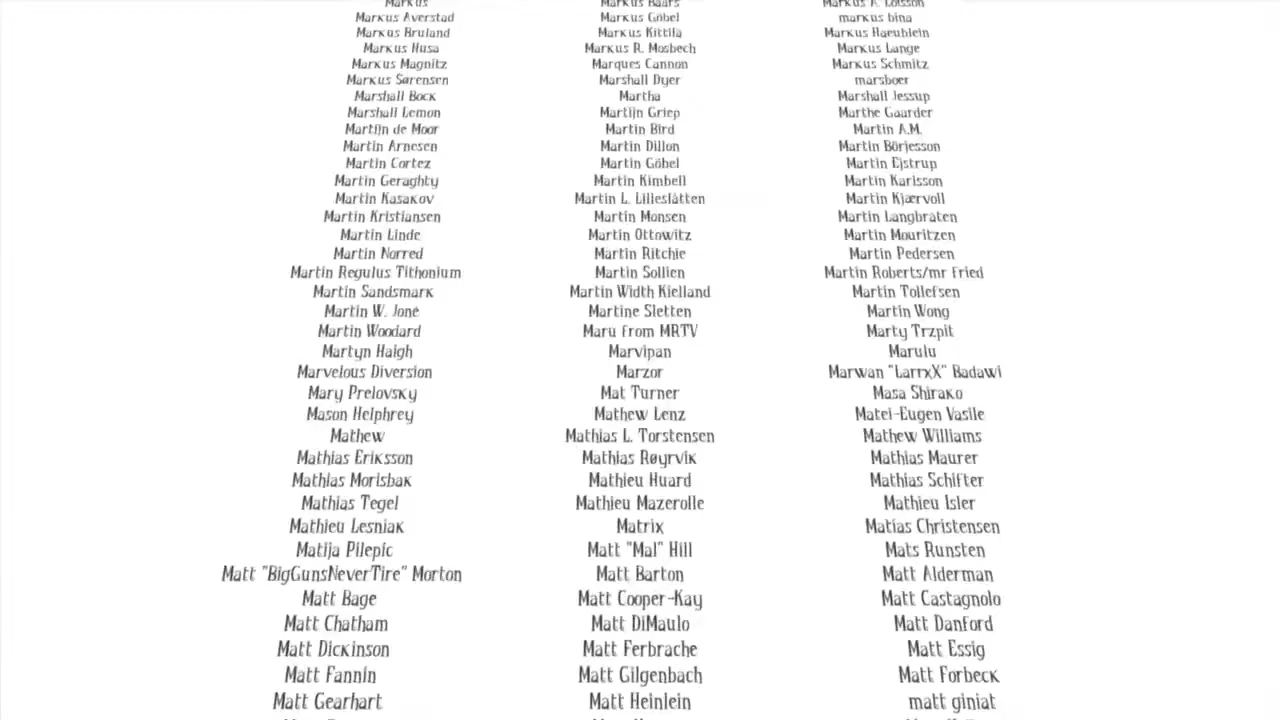 Markus Markus Baars Markus A. Loisson
Markus Averstad Markus Göbel markus bina
Markus Bruland Markus Kittila Markus Haeublein
Markus Husa Markus R. Mosbech Markus Lange
Markus Magnitz Marques Cannon Markus Schmitz
Markus Sørensen Marshall Dyer marsboer
Marshall Bock Martha Marshall Jessup
Marshall Lemon Martijn Griep Marthe Gaarder
Martijn de Moor Martin Bird Martin A.M.
Martin Arnesen Martin Dillon Martin Börjesson
Martin Cortez Martin Göbel Martin Ejstrup
Martin Geraghty Martin Kimbell Martin Karlsson
Martin Kasakov Martin L. Lilleslåtten Martin Kjærvoll
Martin Kristiansen Martin Monsen Martin Langbraten
Martin Linde Martin Ottowitz Martin Mouritzen
Martin Norred Martin Ritchie Martin Pedersen
Martin Regulus Tithonium Martin Sollien Martin Roberts/mr fried
Martin Sandsmark Martin Width Kielland Martin Tollefsen
Martin W. Jone Martine Sletten Martin Wong
Martin Woodard Maru from MRTV Marty Trzpit
Martyn Haigh Marvipan Marulu
Marvelous Diversion Marzor Marwan "LarrxX" Badawi
Mary Prelovsky Mat Turner Masa Shirako
Mason Helphrey Mathew Lenz Matei-Eugen Vasile
Mathew Mathias L. Torstensen Mathew Williams
Mathias Eriksson Mathias Røyrvik Mathias Maurer
Mathias Morisbak Mathieu Huard Mathias Schifter
Mathias Tegel Mathieu Mazerolle Mathieu Isler
Mathieu Lesniak Matrix Matias Christensen
Matija Pilepic Matt "Mal" Hill Mats Runsten
Matt "BigGunsNeverTire" Morton Matt Barton Matt Alderman
Matt Bage Matt Cooper-Kay Matt Castagnolo
Matt Chatham Matt DiMaulo Matt Danford
Matt Dickinson Matt Ferbrache Matt Essig
Matt Fannin Matt Gilgenbach Matt Forbeck
Matt Gearhart Matt Heinlein matt giniat